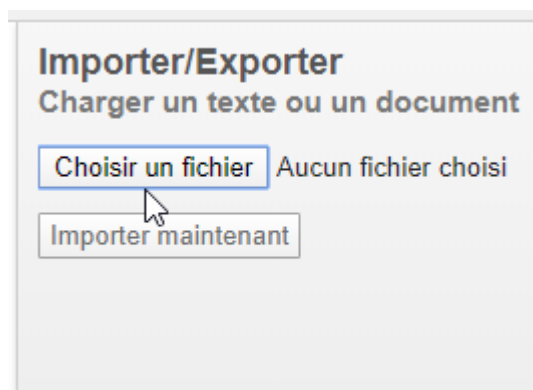 Importer/Exporter
Charger un texte ou un document
Choisir un fichier Aucun fichier choisi
Importer maintenant